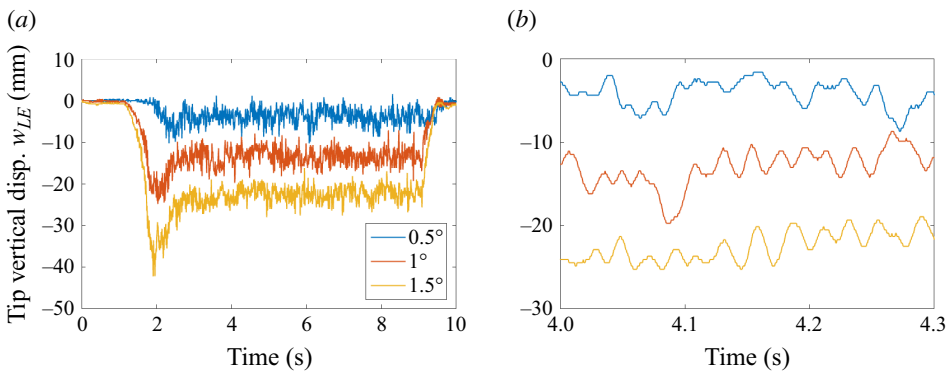 (a)
(b)
Tip vertical disp. w_LE (mm)
10
0
–10
–20
–30
–40
–50
0.5°
1°
1.5°
0 2 4 6 8 10
Time (s)
0
–10
–20
–30
4.0 4.1 4.2 4.3
Time (s)